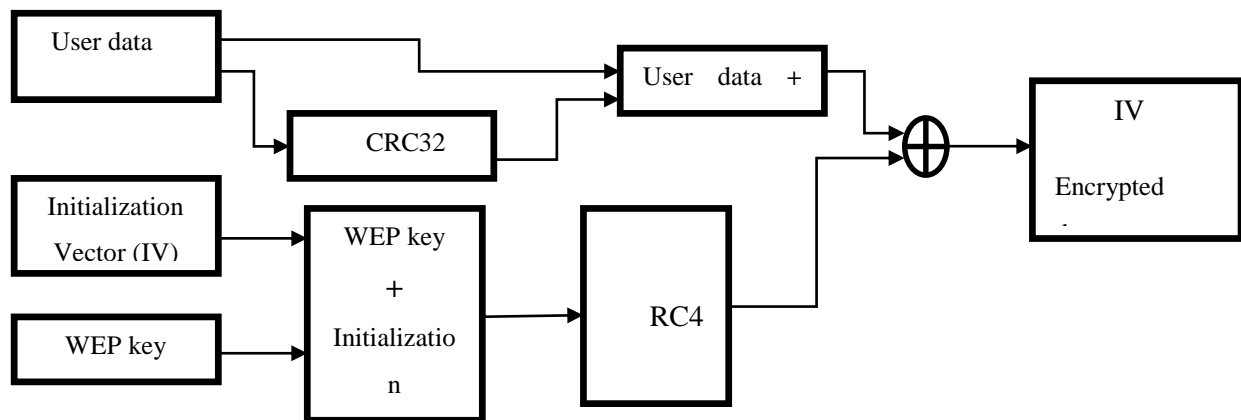 User data
CRC32
User data +
Initialization
Vector (IV)
WEP key
WEP key
+
Initializatio
n
RC4
IV
Encrypted